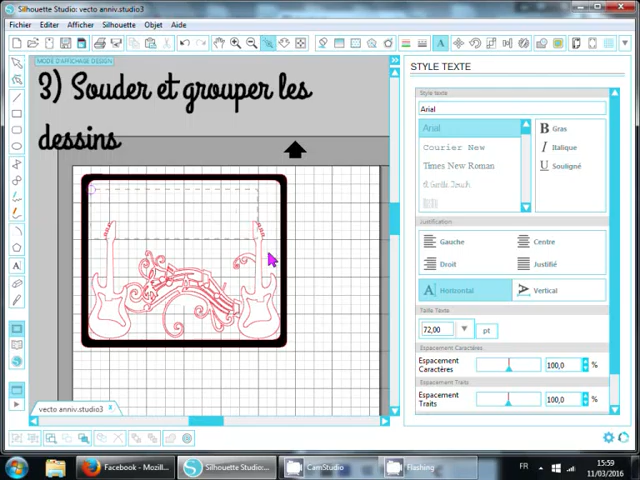 Silhouette Studio: vecto anniv.studio3
Fichier Editer Afficher Silhouette Objet Aide
MODE D'AFFICHAGE DESIGN
3) Souder et grouper les
dessins
STYLE TEXTE
Style texte
Arial
Arial
Courier New
Times New Roman
B Gras
I Italique
U Souligné
Justification
Gauche
Centre
Droit
Justifié
Horizontal
Vertical
Taille Texte
72,00
pt
Espacement Caractères
Espacement
Caractères
100,0 %
Espacement Traits
Espacement
Traits
100,0 %
vecto anniv.studio3
Facebook - Mozill...
Silhouette Studio:...
CamStudio
Flashing
FR
15:59
11/03/2016